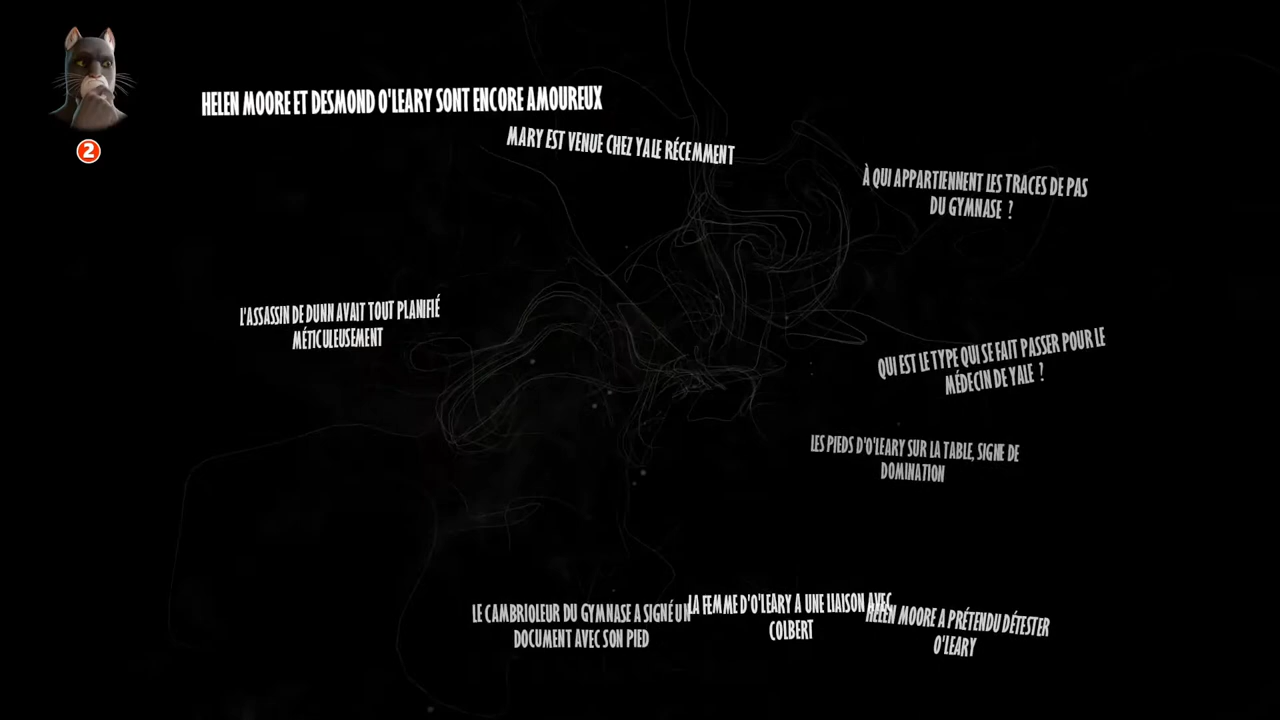 HELEN MOORE ET DESMOND O'LEARY SONT ENCORE AMOUREUX
MARY EST VENUE CHEZ YALE RÉCEMMENT
À QUI APPARTIENNENT LES TRACES DE PAS
DU GYMNASE ?
L'ASSASSIN DE DUNN AVAIT TOUT PLANIFIÉ
MÉTICULEUSEMENT
QUI EST LE TYPE QUI SE FAIT PASSER POUR LE
MÉDECIN DE YALE ?
LES PIEDS D'O'LEARY SUR LA TABLE, SIGNE DE
DOMINATION
LE CAMBRIOLEUR DU GYMNASE A SIGNÉ UN
DOCUMENT AVEC SON PIED
LA FEMME D'O'LEARY A UNE LIAISON AVEC
COLBERT
HELEN MOORE A PRÉTENDU DÉTESTER
O'LEARY
2